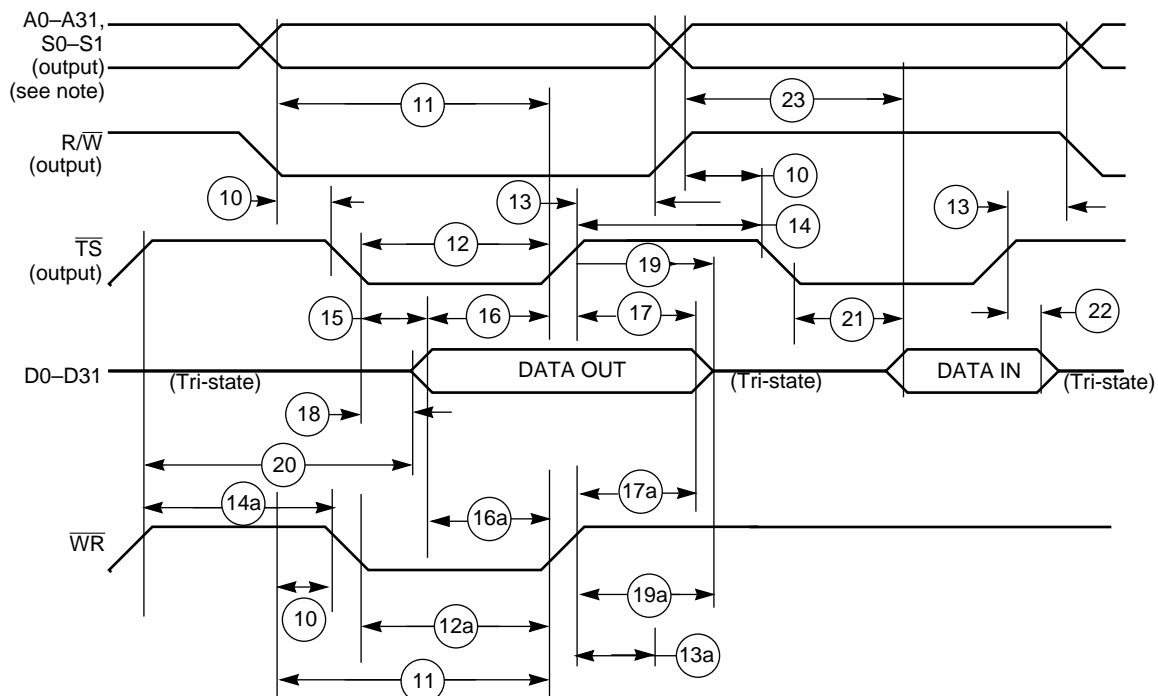 A0–A31,
S0–S1
(output)
(see note)
11
23
R/W̅
(output)
10
13
10
13
14
T̅S̅
(output)
12
19
15
16
17
21
22
D0–D31
(Tri-state)
DATA OUT
(Tri-state)
DATA IN
(Tri-state)
18
20
14a
16a
17a
W̅R̅
10
12a
19a
13a
11